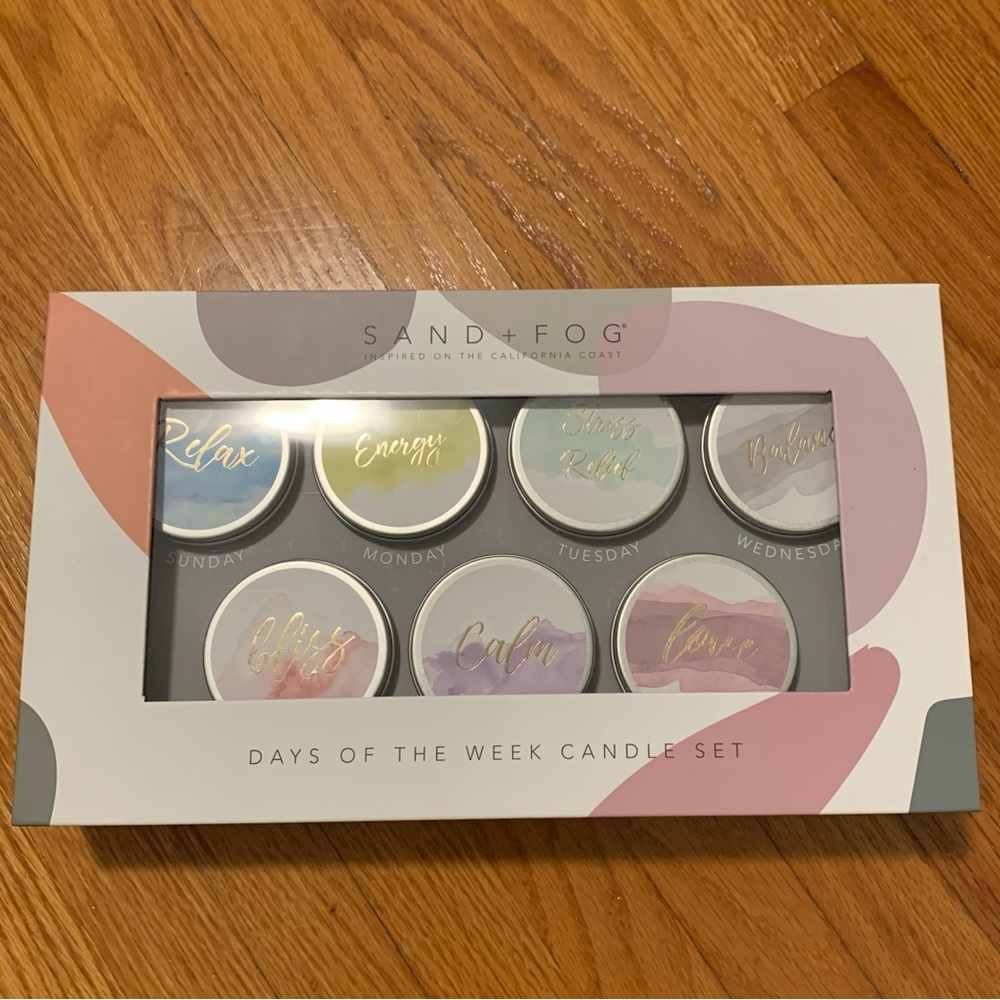 SAND + FOG®
INSPIRED ON THE CALIFORNIA COAST
Relax
Energy
Stress
Relief
Balanc
SUNDAY
MONDAY
TUESDAY
WEDNESDA
bliss
Calm
love
DAYS OF THE WEEK CANDLE SET